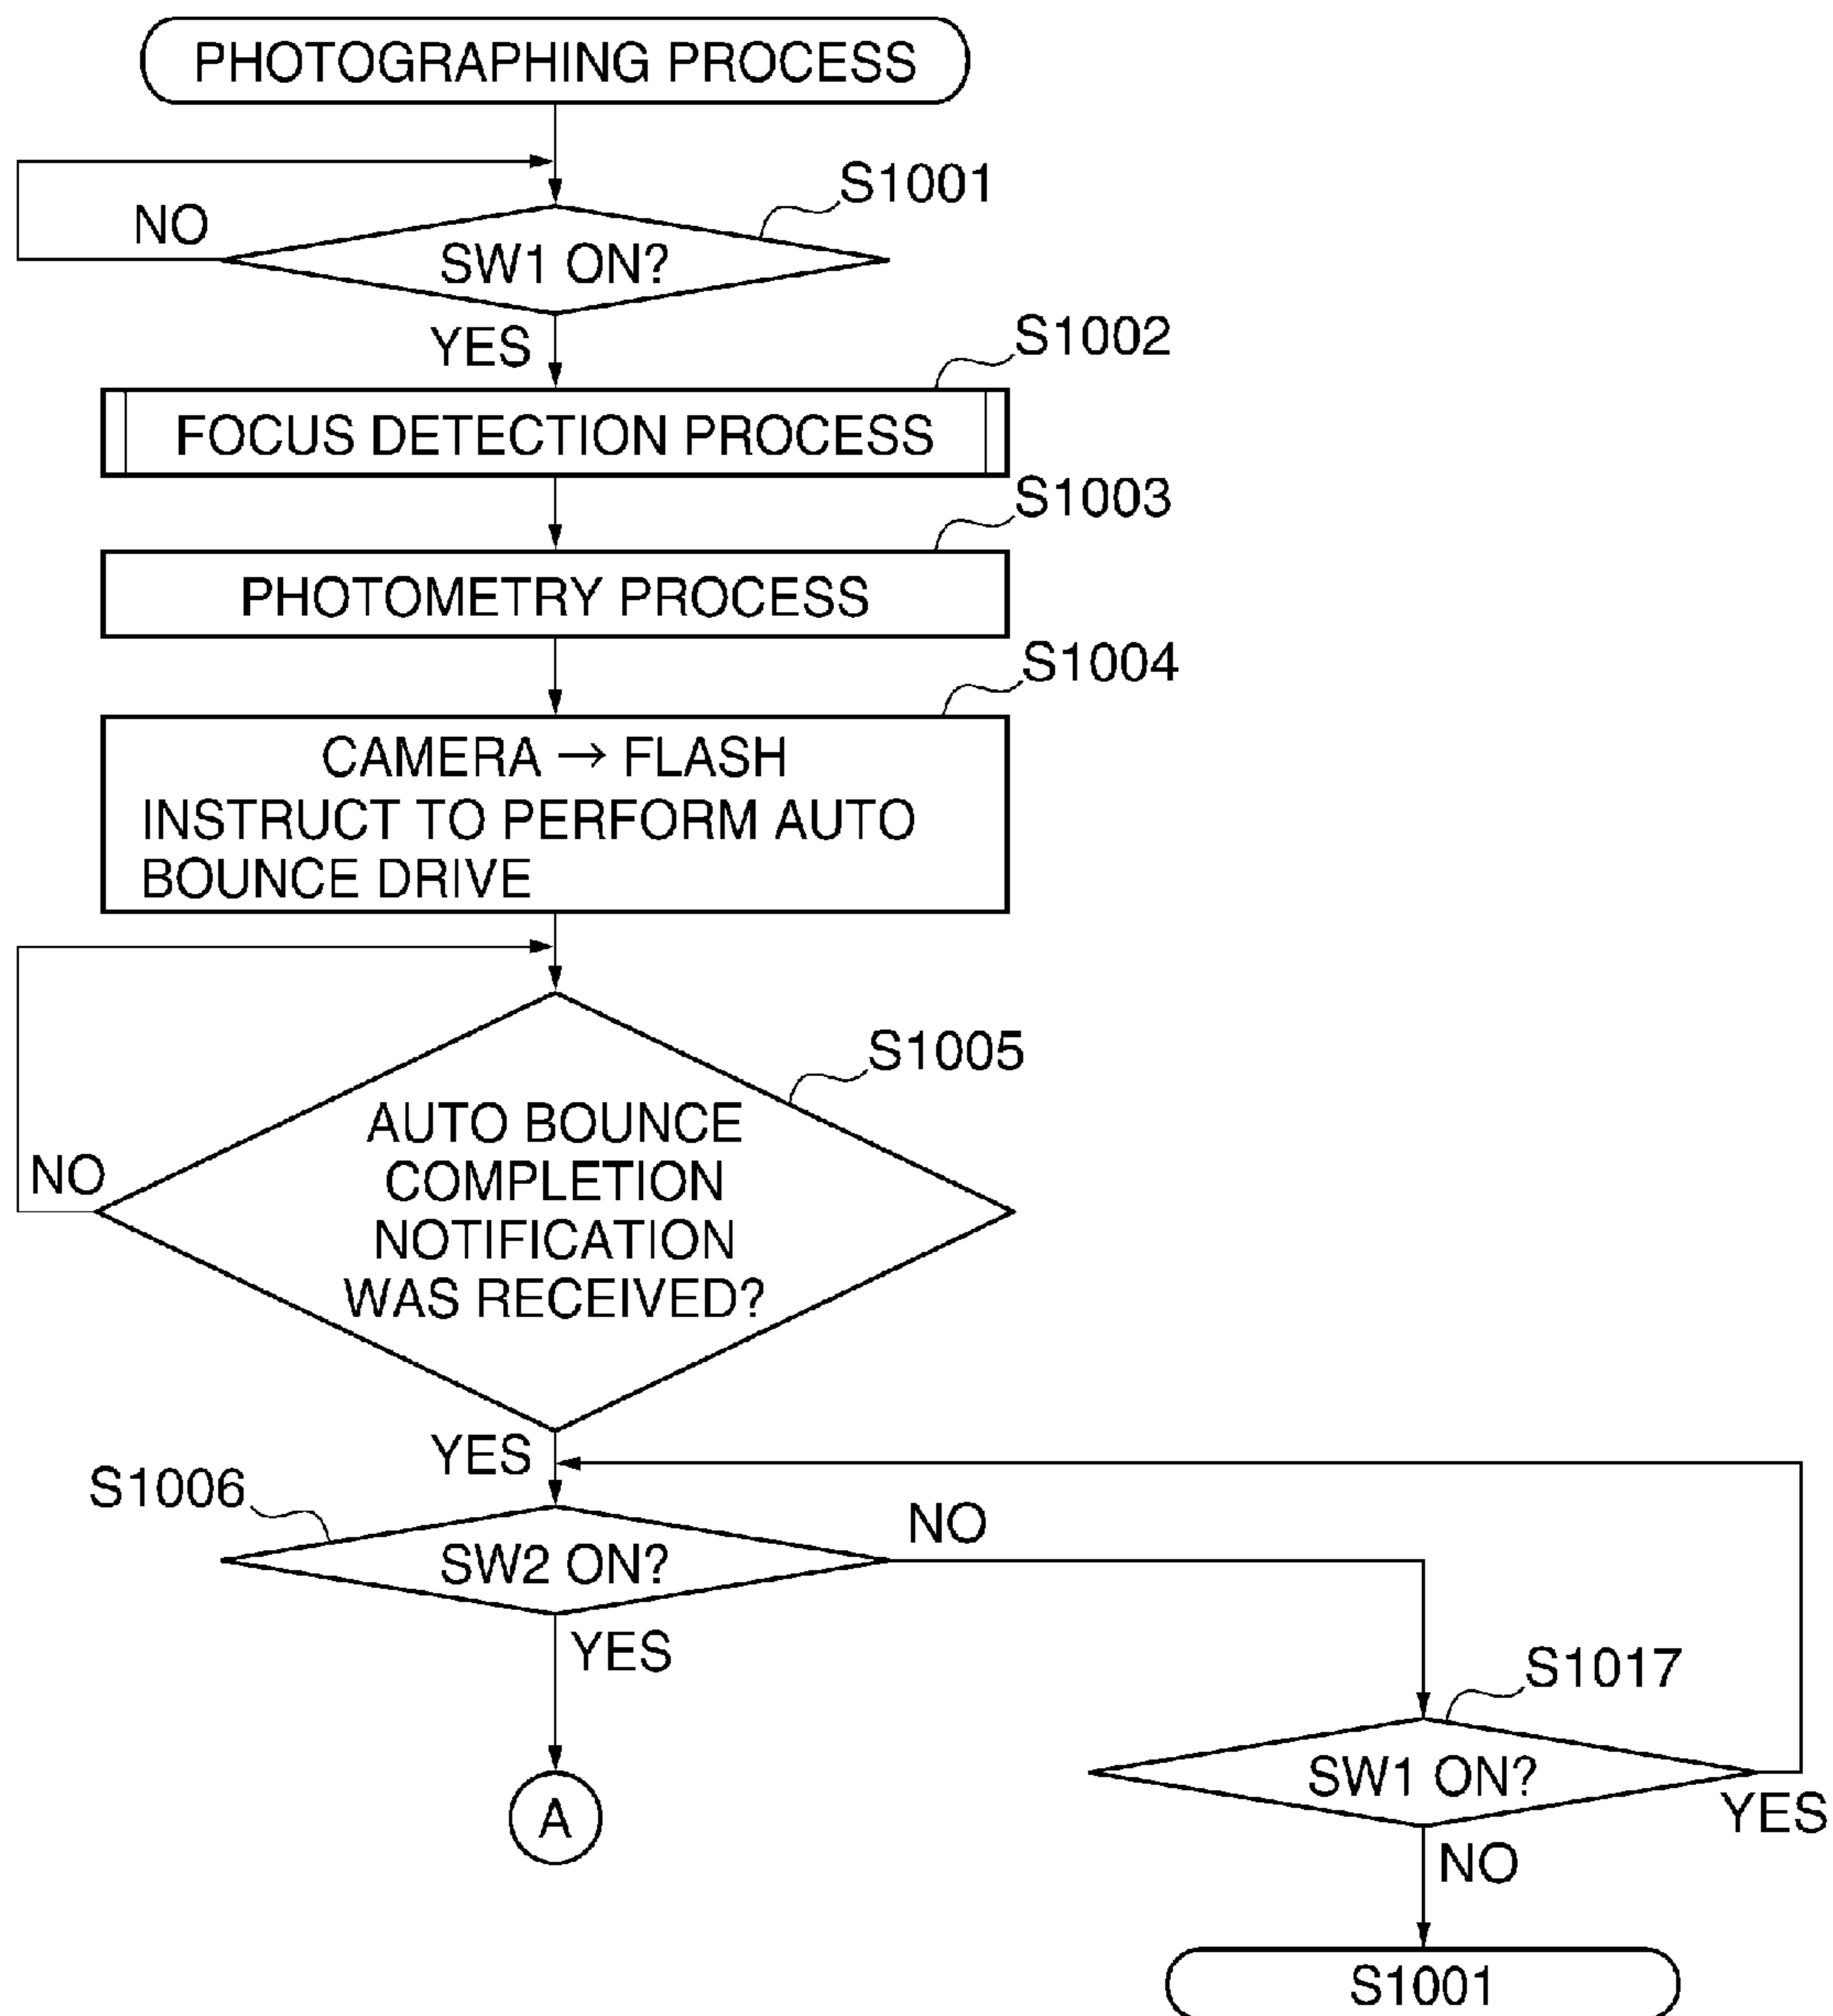 PHOTOGRAPHING PROCESS
S1001
NO
SW1 ON?
YES
S1002
FOCUS DETECTION PROCESS
S1003
PHOTOMETRY PROCESS
S1004
CAMERA → FLASH
INSTRUCT TO PERFORM AUTO
BOUNCE DRIVE
S1005
AUTO BOUNCE
COMPLETION
NOTIFICATION
WAS RECEIVED?
NO
YES
S1006
SW2 ON?
NO
YES
S1017
SW1 ON?
YES
NO
A
S1001